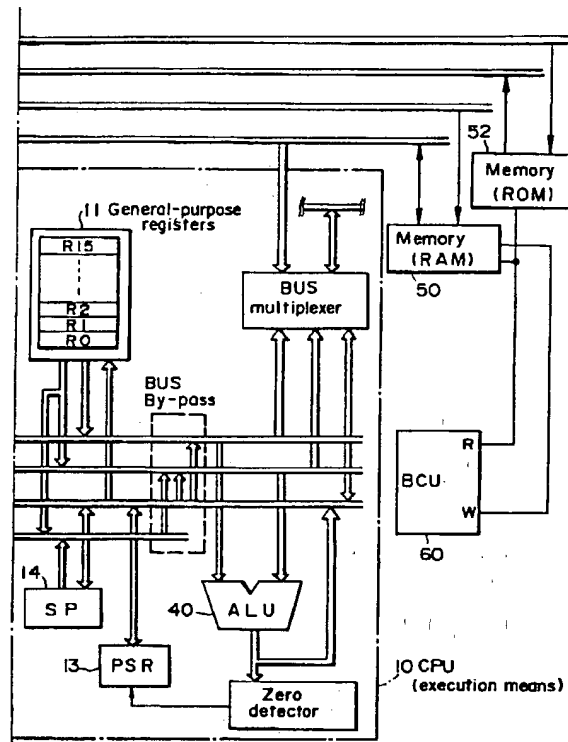 52
Memory
(ROM)
11 General-purpose
registers
R15
R2
R1
R0
Memory
(RAM)
50
BUS
multiplexer
BUS
By-pass
R
BCU
W
60
14
SP
40
ALU
13
PSR
10 CPU
(execution means)
Zero
detector